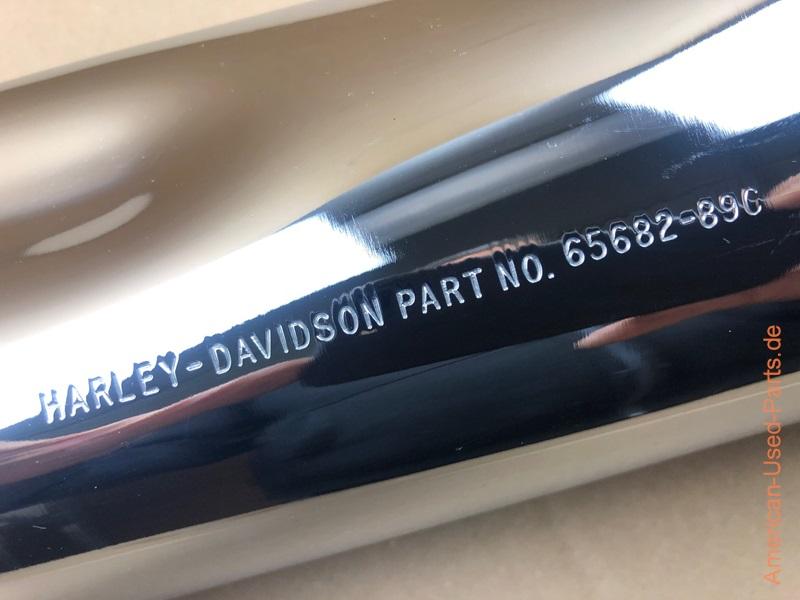 HARLEY-DAVIDSON PART NO. 65682-89C
American-Used-Parts.de